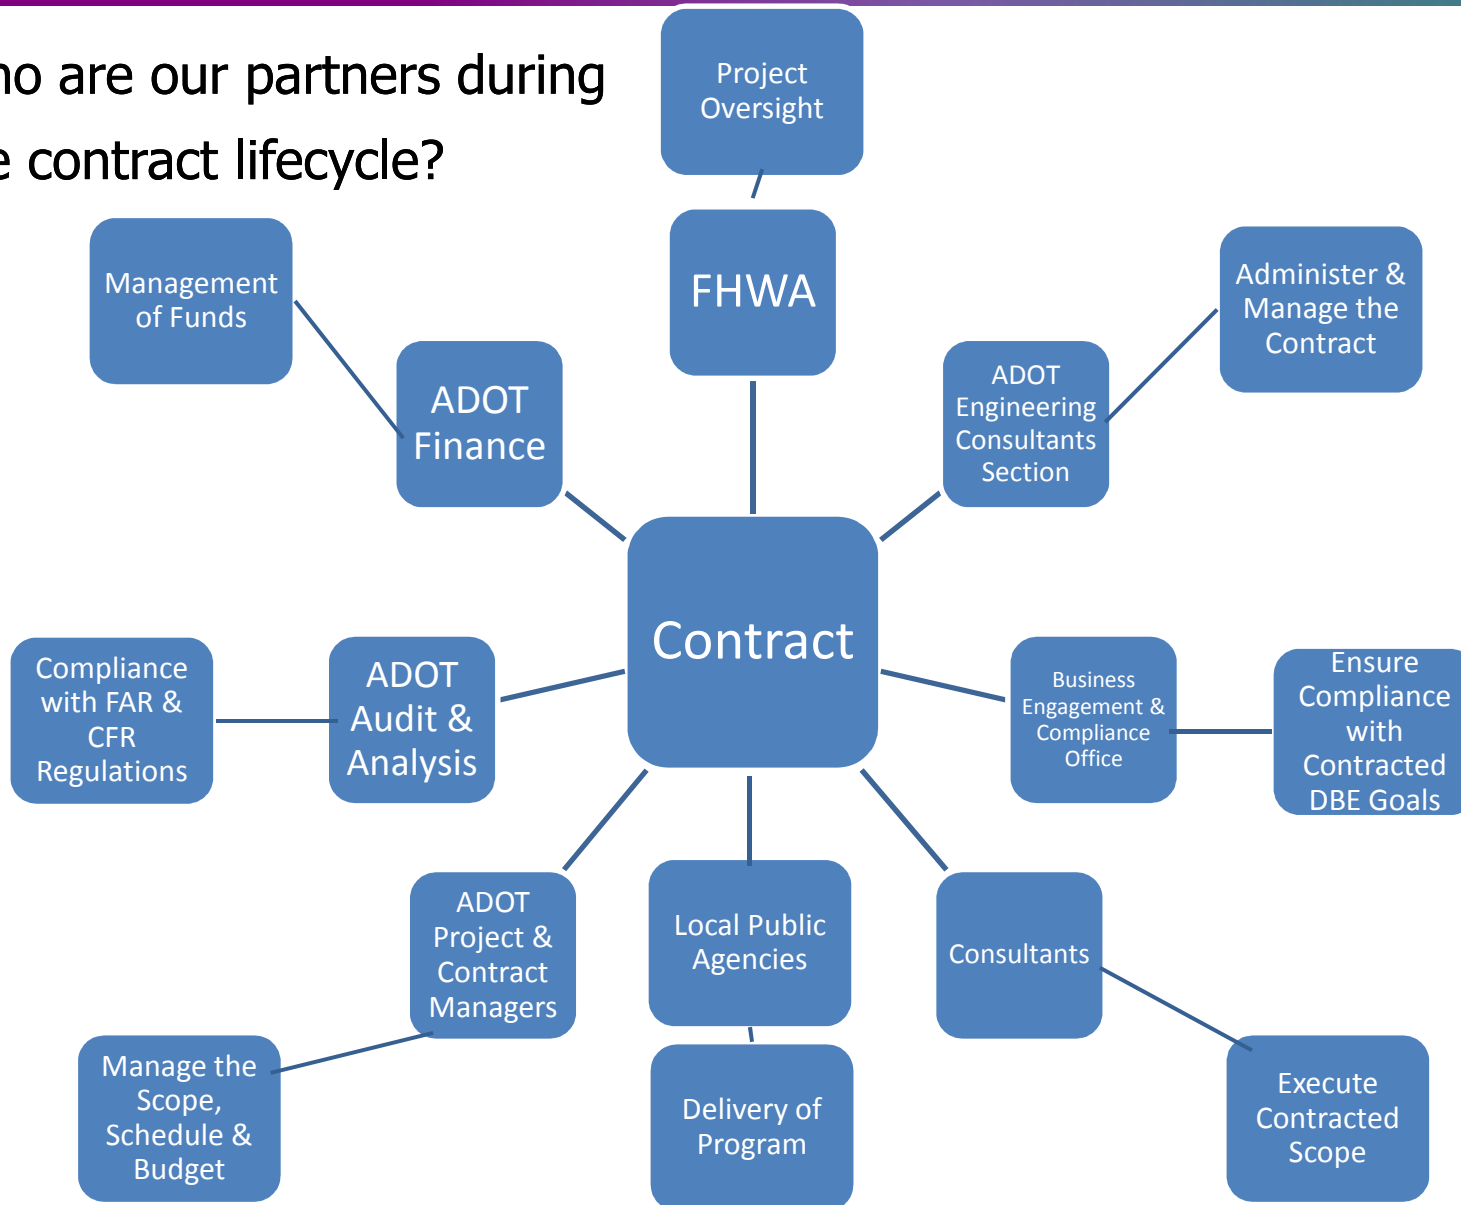 ho are our partners during
e contract lifecycle?
Project
Oversight
FHWA
Management
of Funds
ADOT
Finance
Administer &
Manage the
Contract
ADOT
Engineering
Consultants
Section
Contract
Compliance
with FAR &
CFR
Regulations
ADOT
Audit &
Analysis
Business
Engagement &
Compliance
Office
Ensure
Compliance
with
Contracted
DBE Goals
ADOT
Project &
Contract
Managers
Manage the
Scope,
Schedule &
Budget
Local Public
Agencies
Delivery of
Program
Consultants
Execute
Contracted
Scope